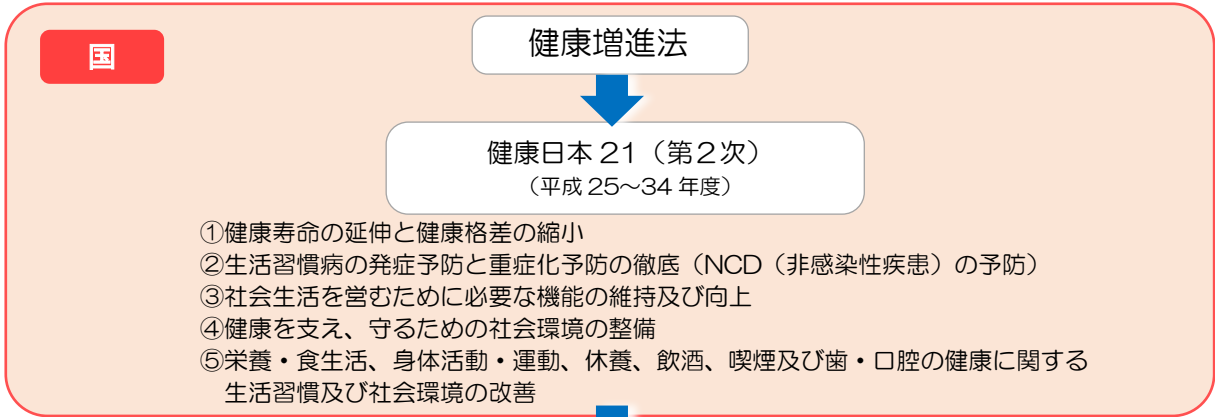 国
健康増進法
健康日本 21（第２次）
（平成 25～34 年度）
①健康寿命の延伸と健康格差の縮小
②生活習慣病の発症予防と重症化予防の徹底（NCD（非感染性疾患）の予防）
③社会生活を営むために必要な機能の維持及び向上
④健康を支え、守るための社会環境の整備
⑤栄養・食生活、身体活動・運動、休養、飲酒、喫煙及び歯・口腔の健康に関する
生活習慣及び社会環境の改善